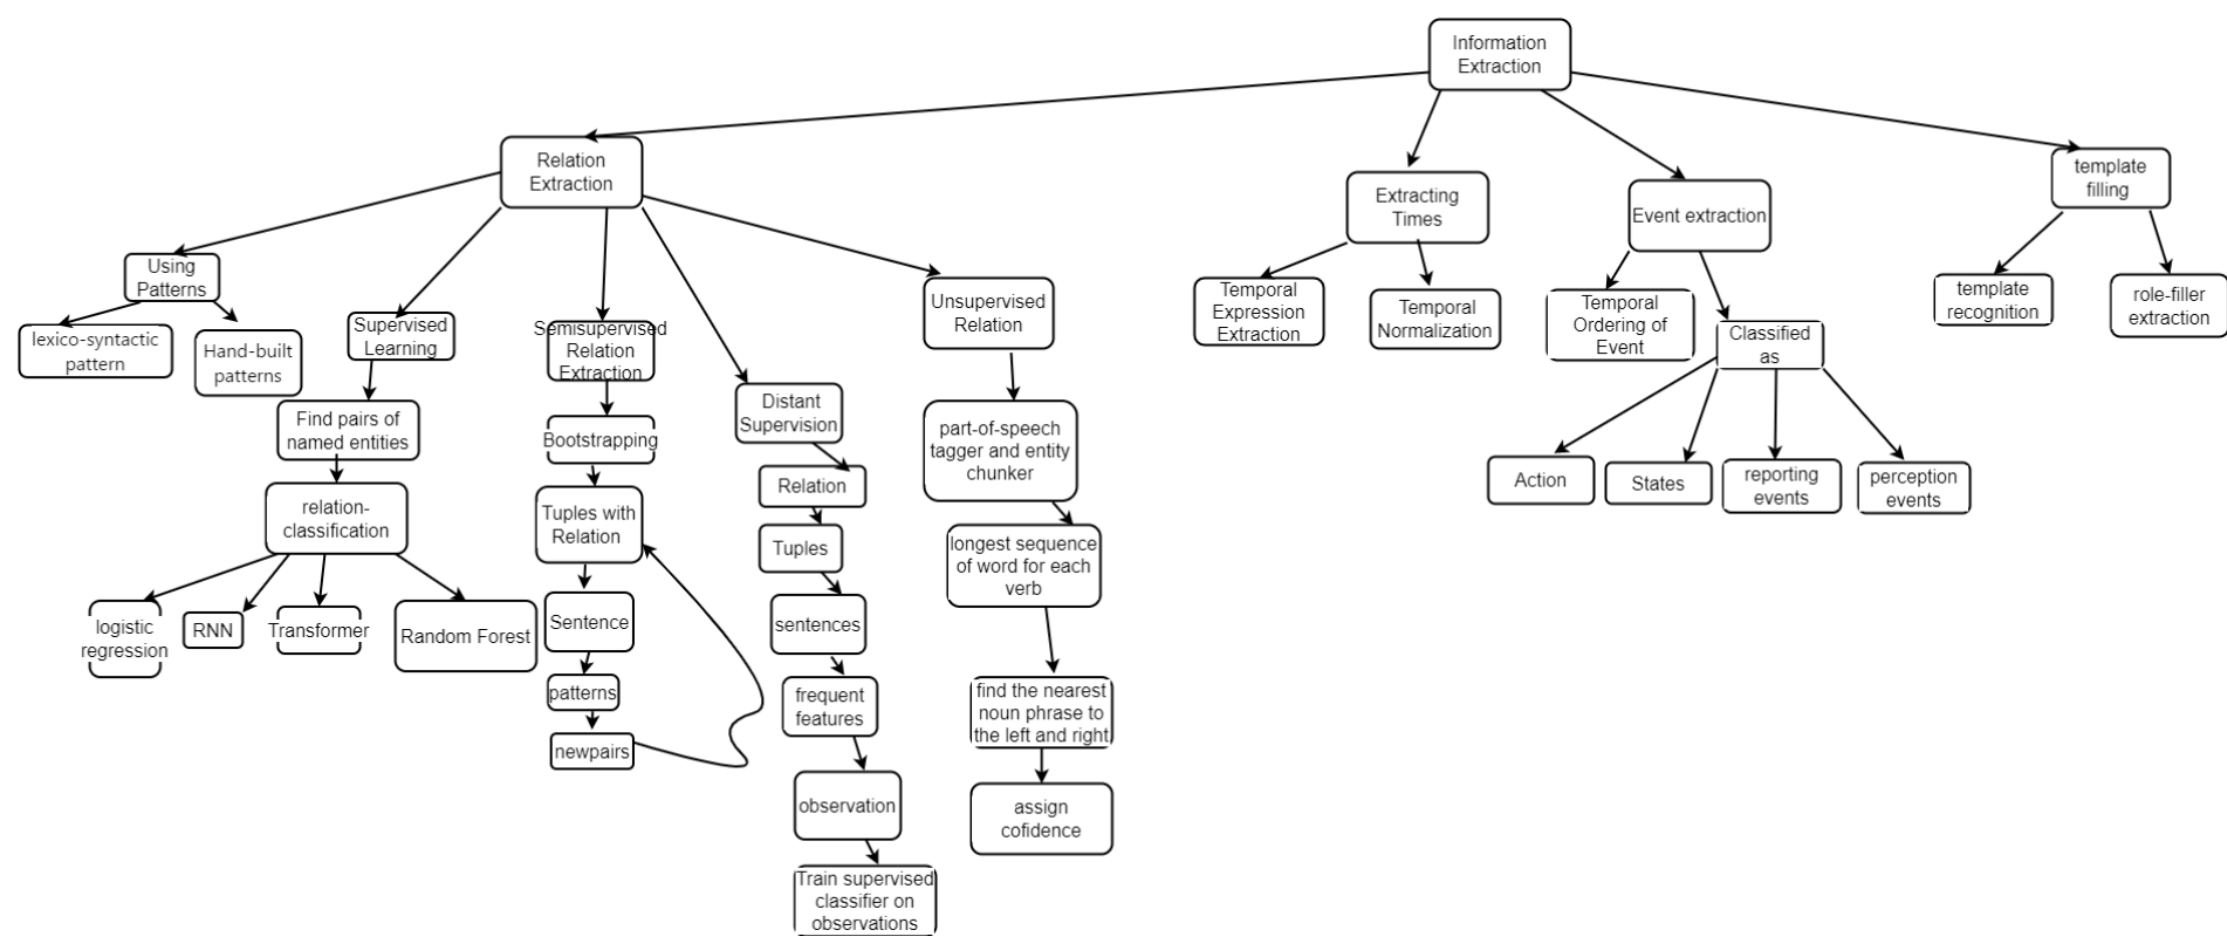 Information
Extraction
Relation
Extraction
Extracting
Times
Event extraction
template
filling
Using
Patterns
lexico-syntactic
pattern
Hand-built
patterns
Supervised
Learning
Find pairs of
named entities
relation-
classification
logistic
regression
RNN
Transformer
Random Forest
Semisupervised
Relation
Extraction
Bootstrapping
Tuples with
Relation
Sentence
patterns
newpairs
Distant
Supervision
Relation
Tuples
sentences
frequent
features
observation
Train supervised
classifier on
observations
Unsupervised
Relation
part-of-speech
tagger and entity
chunker
longest sequence
of word for each
verb
find the nearest
noun phrase to
the left and right
assign
cofidence
Temporal
Expression
Extraction
Temporal
Normalization
Temporal
Ordering of
Event
Classified
as
Action
States
reporting
events
perception
events
template
recognition
role-filler
extraction